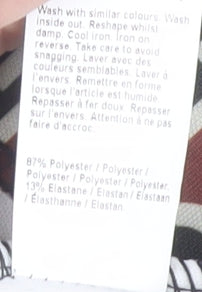 Wash with similar colours. Wash
inside out. Reshape whilst
damp. Cool iron. Iron on
reverse. Take care to avoid
snagging. Laver avec des
couleurs semblables. Laver à
l'envers. Remettre en forme
lorsque l'article est humide
Repasser à fer doux. Repasser
sur l'envers. Attention à ne pas
faire d'accroc.
87% Polyester / Polyester /
Polyester / Polyester / Polyester,
13% Elastane / Elastan / Elastaan
/ Élasthanne / Elastan